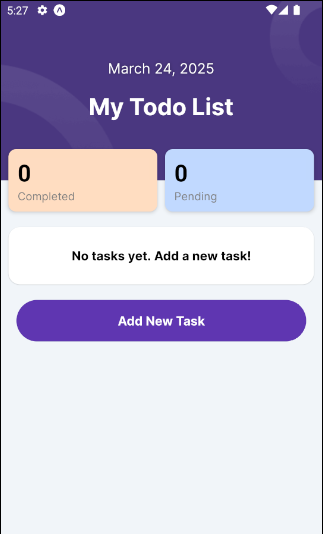 5:27
March 24, 2025
My Todo List
0
Completed
0
Pending
No tasks yet. Add a new task!
Add New Task